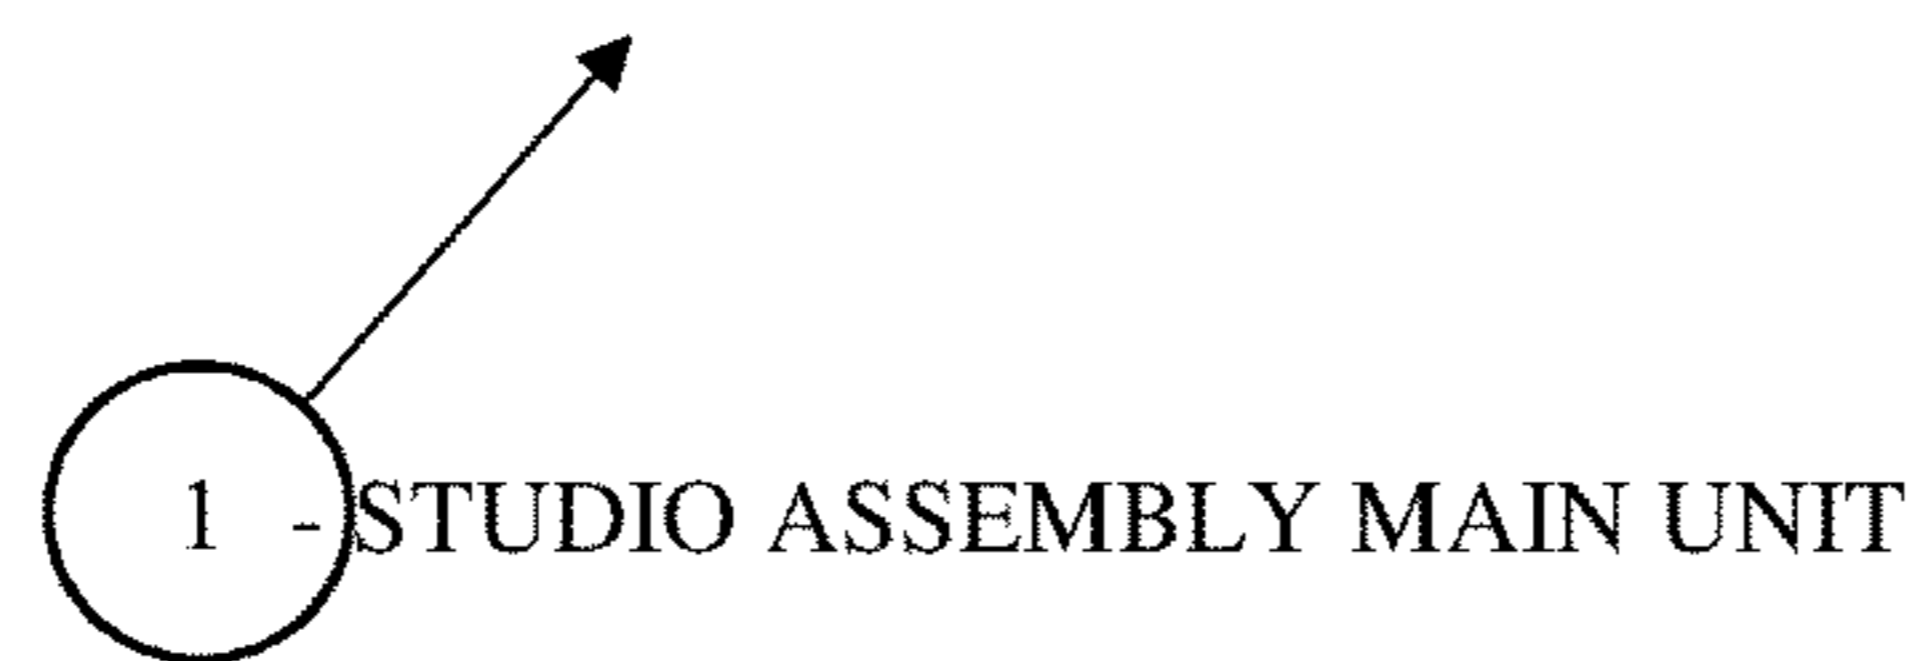 1 - STUDIO ASSEMBLY MAIN UNIT